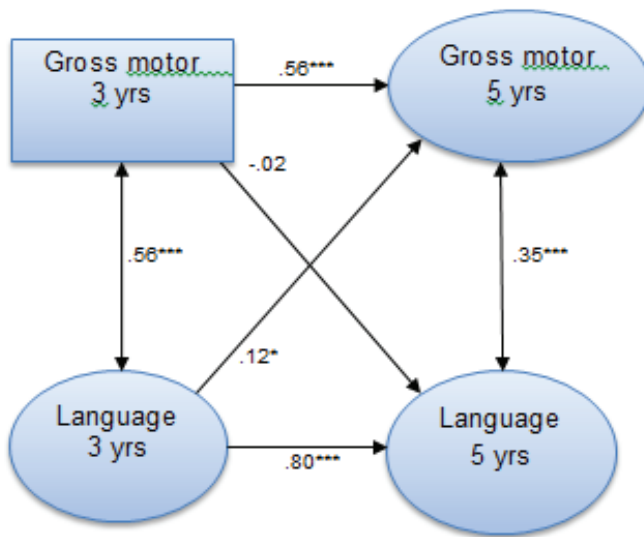 Gross motor
3 yrs
.56***
Gross motor
5 yrs
-.02
.56***
.35***
.12*
Language
3 yrs
.80***
Language
5 yrs